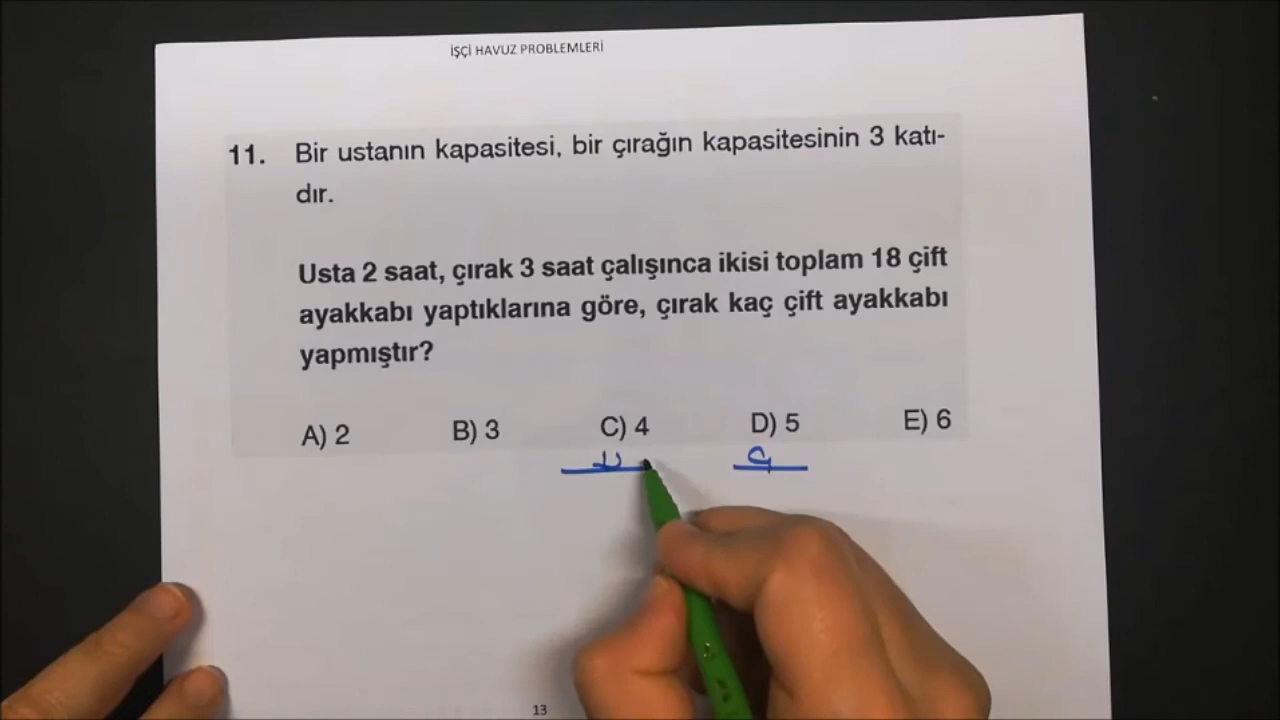 İŞÇİ HAVUZ PROBLEMLERİ
11. Bir ustanın kapasitesi, bir çırağın kapasitesinin 3 katı-
dır.
Usta 2 saat, çırak 3 saat çalışınca ikisi toplam 18 çift
ayakkabı yaptıklarına göre, çırak kaç çift ayakkabı
yapmıştır?
A) 2 B) 3 C) 4 D) 5 E) 6
U Ç
13